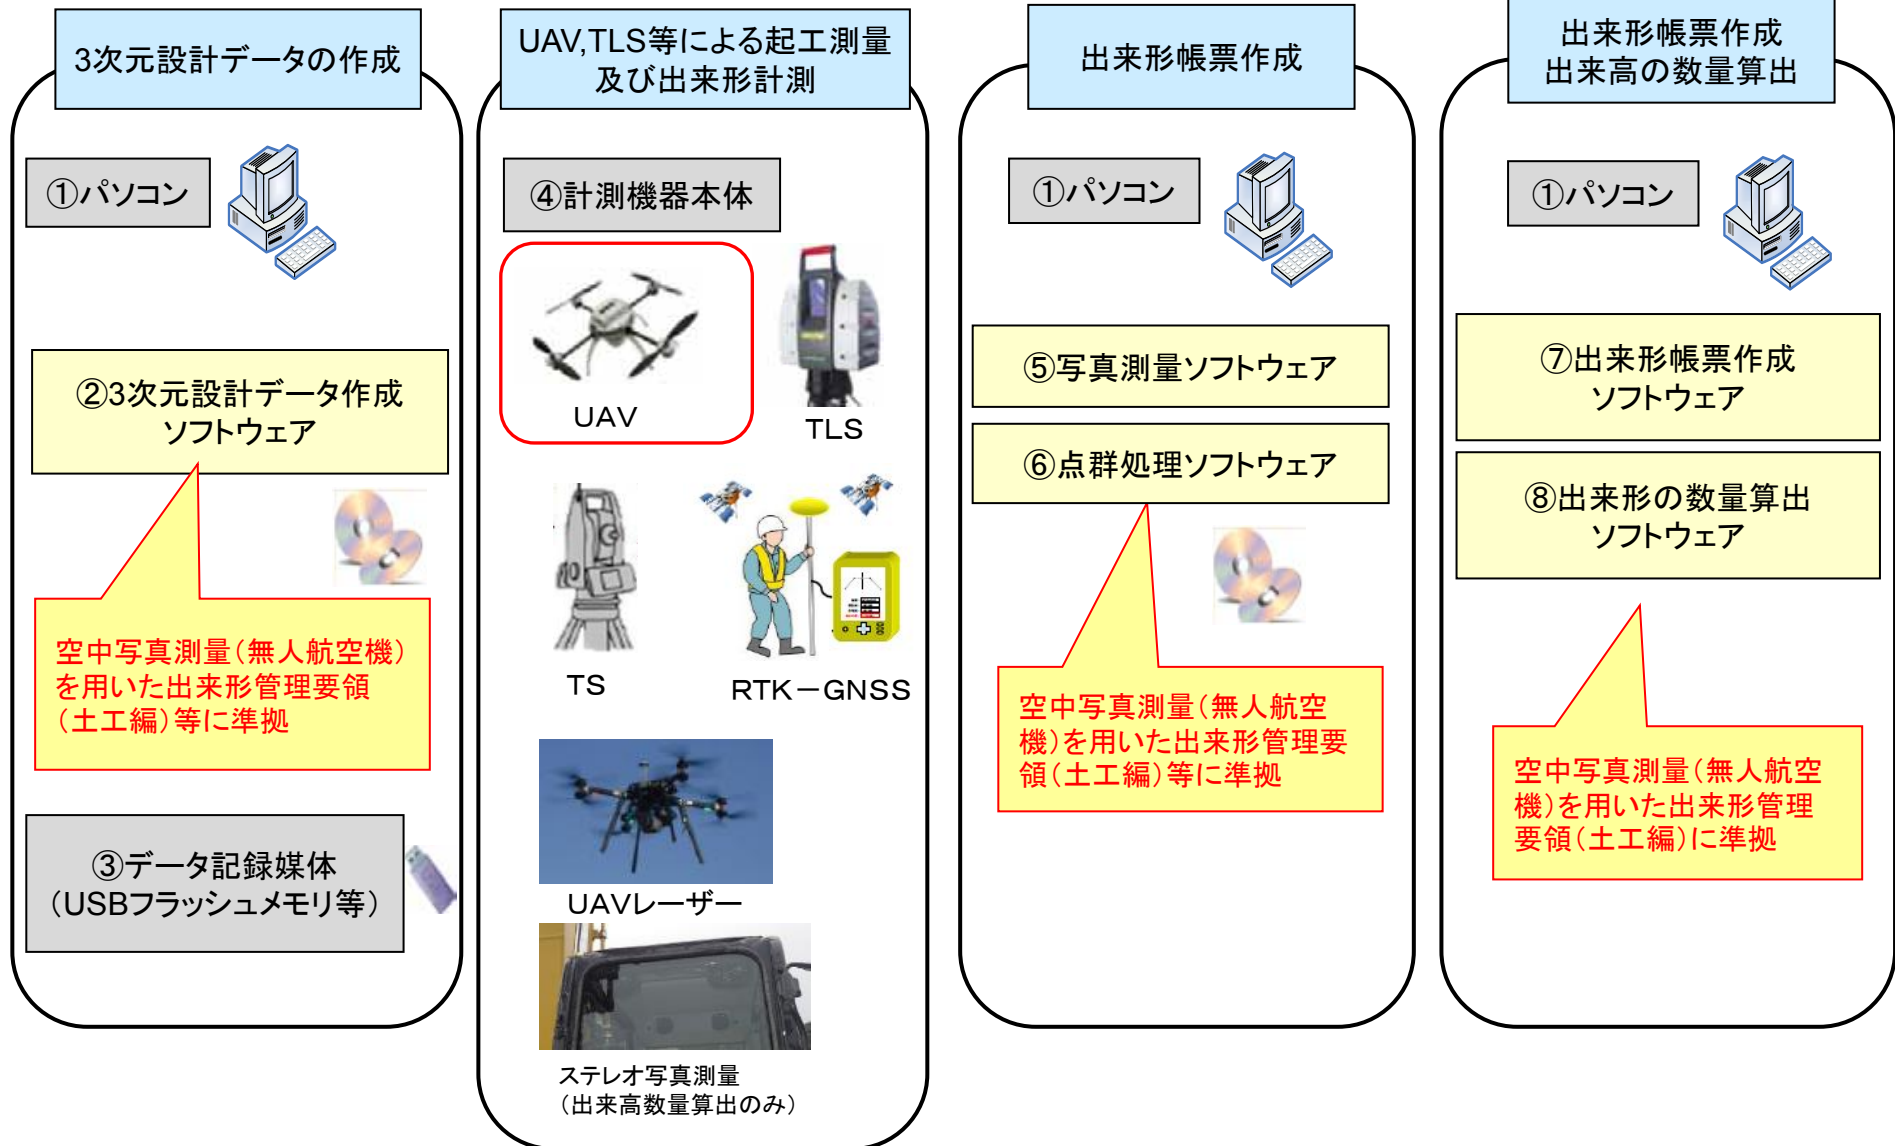 3次元設計データの作成
①パソコン
②3次元設計データ作成
ソフトウェア
空中写真測量(無人航空機)
を用いた出来形管理要領
(土工編)等に準拠
③データ記録媒体
(USBフラッシュメモリ等)
UAV,TLS等による起工測量
及び出来形計測
④計測機器本体
UAV
TLS
TS
RTK－GNSS
UAVレーザー
ステレオ写真測量
(出来高数量算出のみ)
出来形帳票作成
①パソコン
⑤写真測量ソフトウェア
⑥点群処理ソフトウェア
空中写真測量(無人航空
機)を用いた出来形管理要
領(土工編)等に準拠
出来形帳票作成
出来高の数量算出
①パソコン
⑦出来形帳票作成
ソフトウェア
⑧出来形の数量算出
ソフトウェア
空中写真測量(無人航空
機)を用いた出来形管理
要領(土工編)に準拠